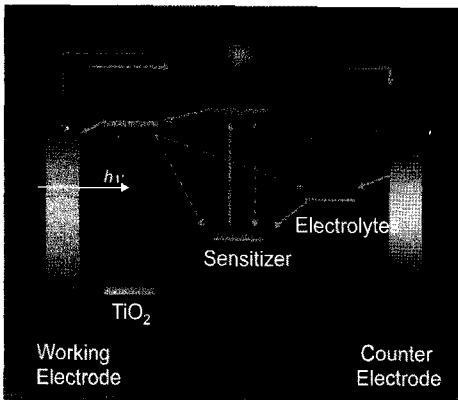 hν
Electrolytes
Sensitizer
TiO₂
Working
Electrode
Counter
Electrode